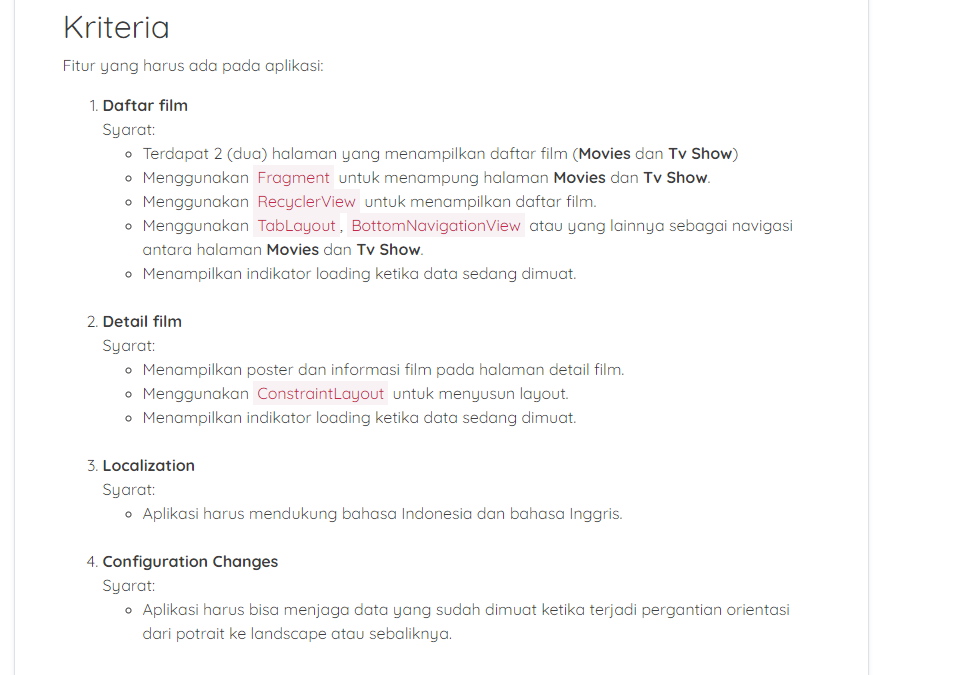 Kriteria
Fitur yang harus ada pada aplikasi:
1. Daftar film
Syarat:
Terdapat 2 (dua) halaman yang menampilkan daftar film (Movies dan Tv Show)
Menggunakan Fragment untuk menampung halaman Movies dan Tv Show.
Menggunakan RecyclerView untuk menampilkan daftar film.
Menggunakan TabLayout, BottomNavigationView atau yang lainnya sebagai navigasi
antara halaman Movies dan Tv Show.
Menampilkan indikator loading ketika data sedang dimuat.
2. Detail film
Syarat:
Menampilkan poster dan informasi film pada halaman detail film.
Menggunakan ConstraintLayout untuk menyusun layout.
Menampilkan indikator loading ketika data sedang dimuat.
3. Localization
Syarat:
Aplikasi harus mendukung bahasa Indonesia dan bahasa Inggris.
4. Configuration Changes
Syarat:
Aplikasi harus bisa menjaga data yang sudah dimuat ketika terjadi pergantian orientasi
dari potrait ke landscape atau sebaliknya.